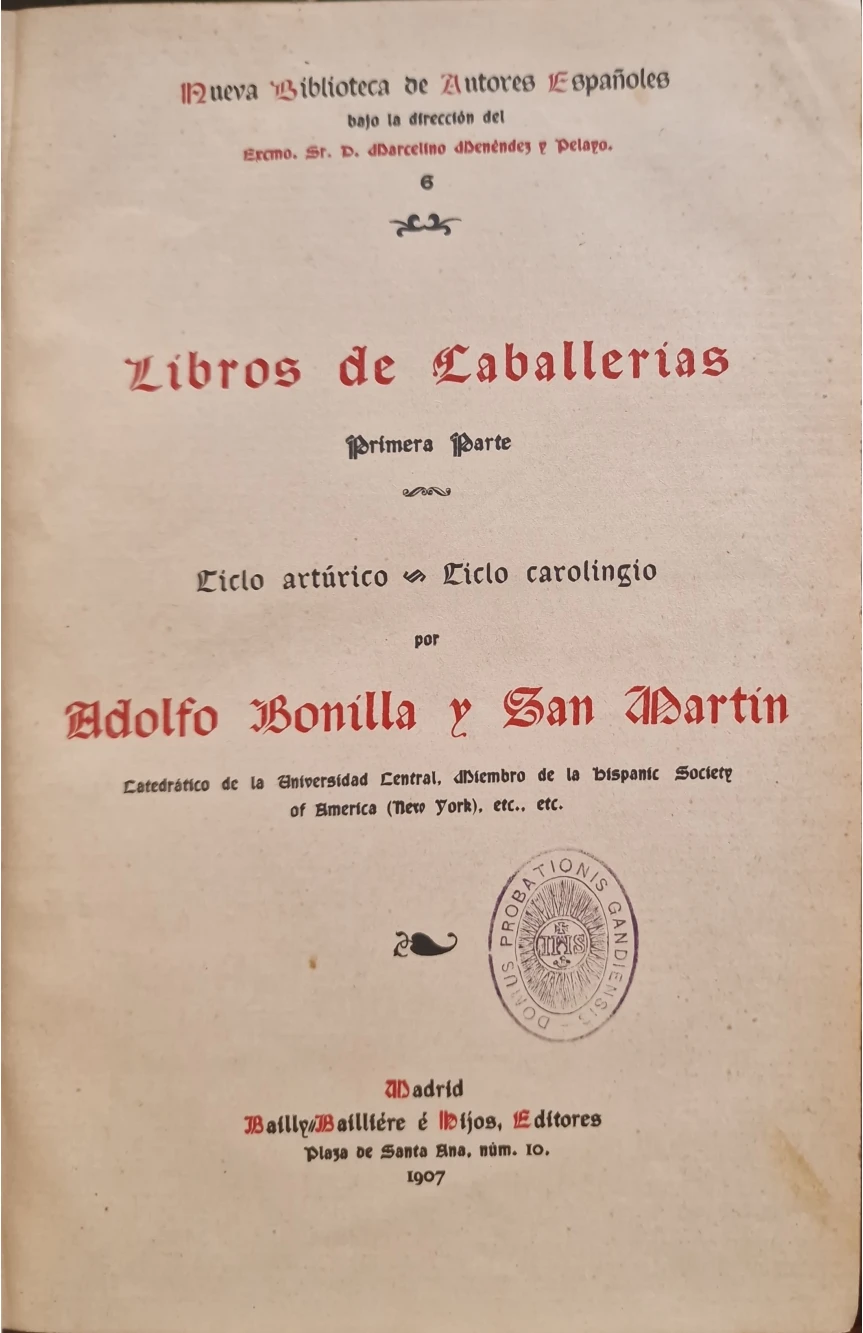 Nueva Biblioteca de Autores Españoles
bajo la dirección del
Excmo. Sr. D. Marcelino Menéndez y Pelayo.
6
Libros de Caballerías
Primera Parte
Ciclo artúrico Ciclo carolingio
por
Adolfo Bonilla y San Martín
Catedrático de la Universidad Central, Miembro de la Hispanic Society
of America (New York), etc., etc.
DOMUS PROBATIONIS GANDIENSIS
IHS
Madrid
Bailly//Bailliére é Hijos, Editores
Plaza de Santa Ana, núm. 10.
1907